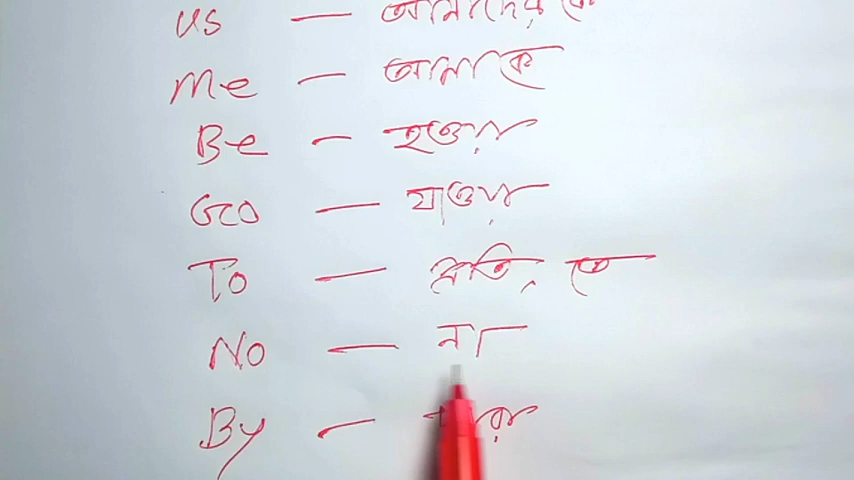 us — আমাদের কে
Me — আমাকে
Be — হওয়া
Go — যাওয়া
To — প্রতি, তে
No — না
By —